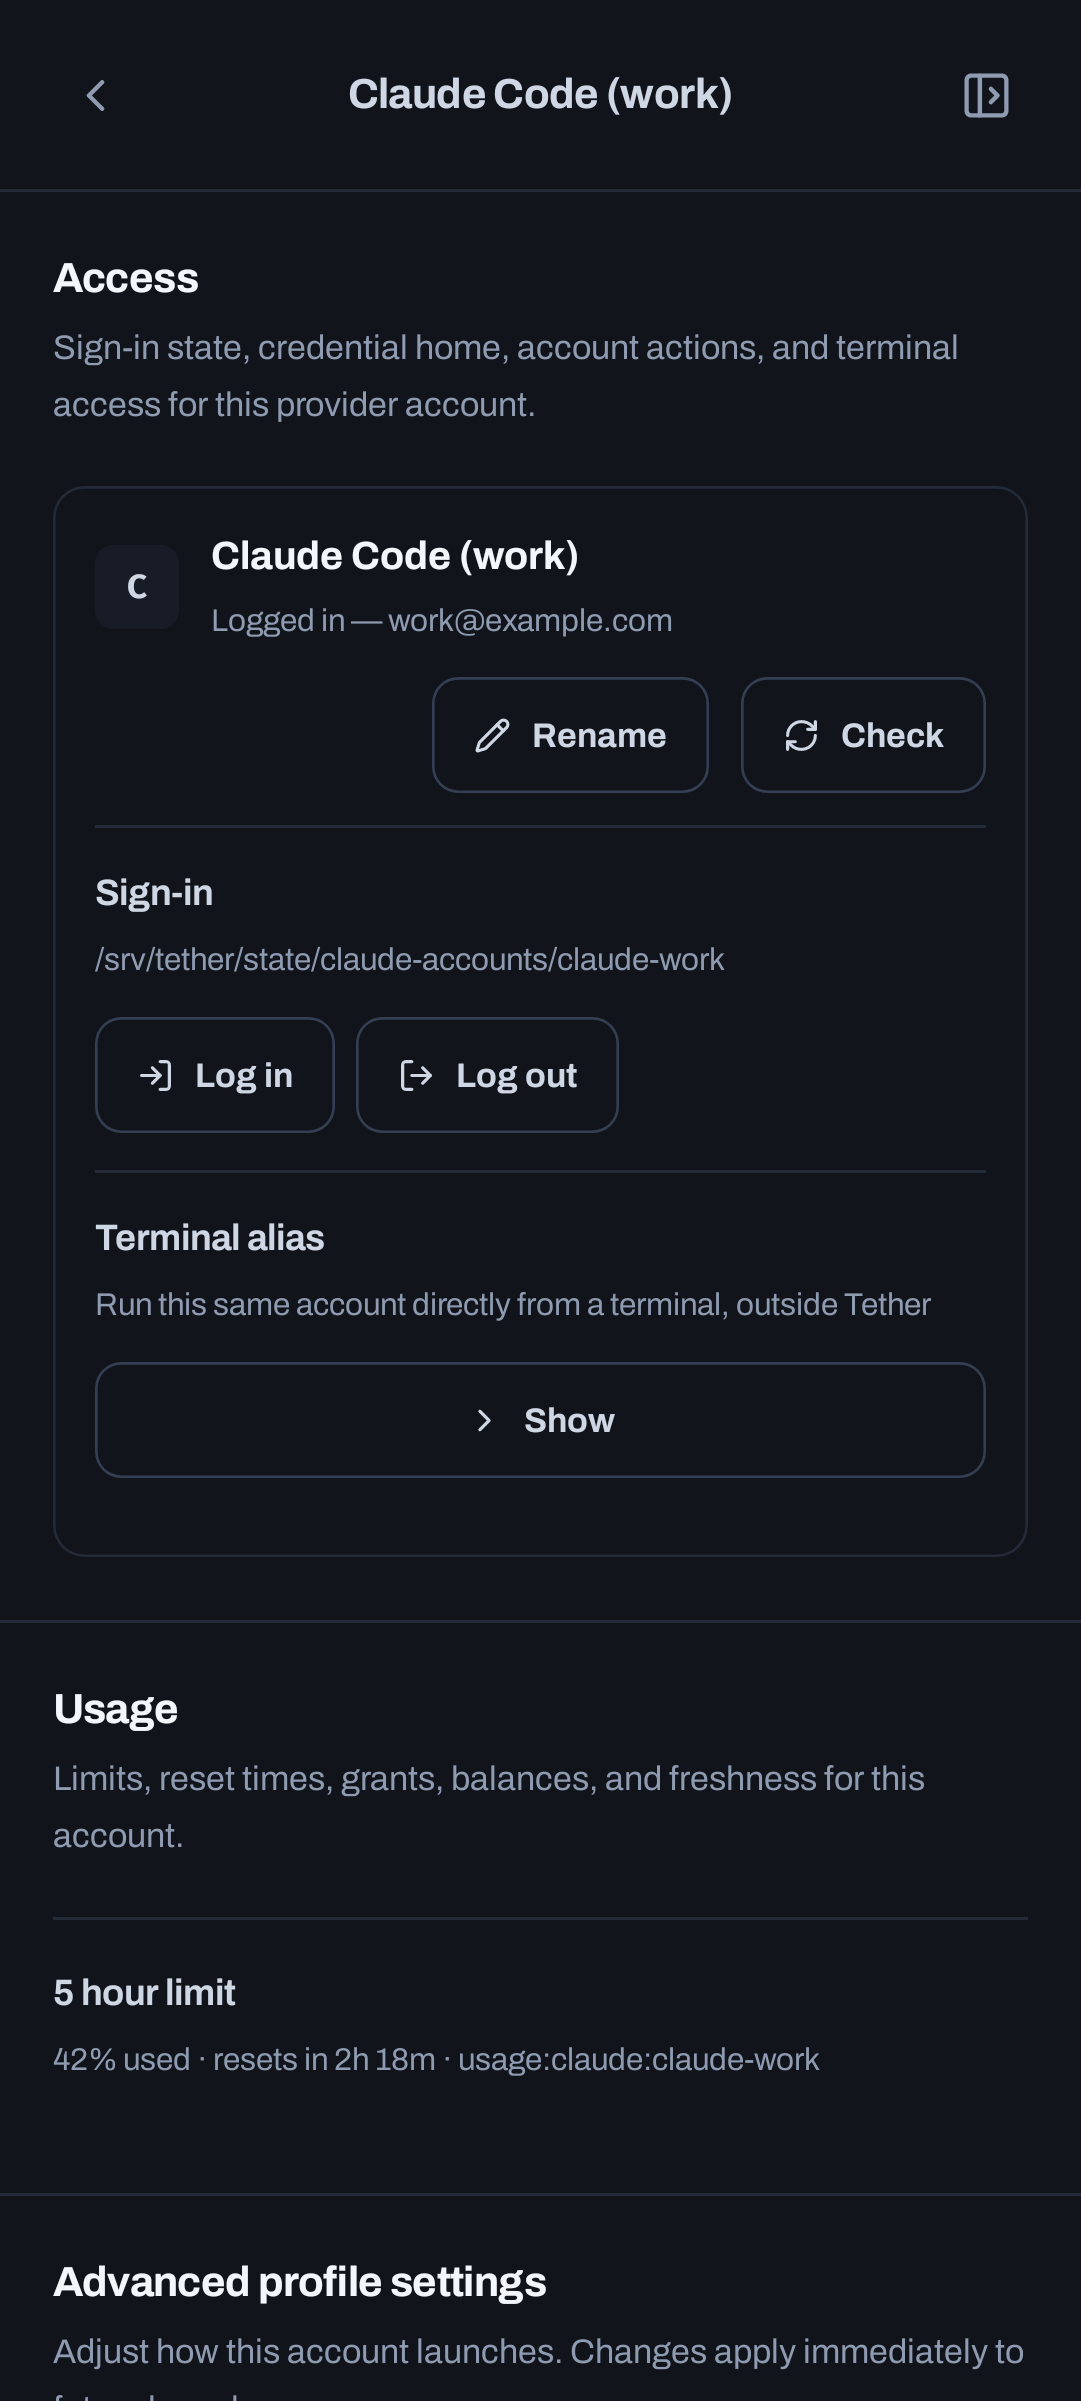 Claude Code (work)
Access
Sign-in state, credential home, account actions, and terminal
access for this provider account.
C
Claude Code (work)
Logged in — work@example.com
Rename
Check
Sign-in
/srv/tether/state/claude-accounts/claude-work
Log in
Log out
Terminal alias
Run this same account directly from a terminal, outside Tether
Show
Usage
Limits, reset times, grants, balances, and freshness for this
account.
5 hour limit
42% used · resets in 2h 18m · usage:claude:claude-work
Advanced profile settings
Adjust how this account launches. Changes apply immediately to